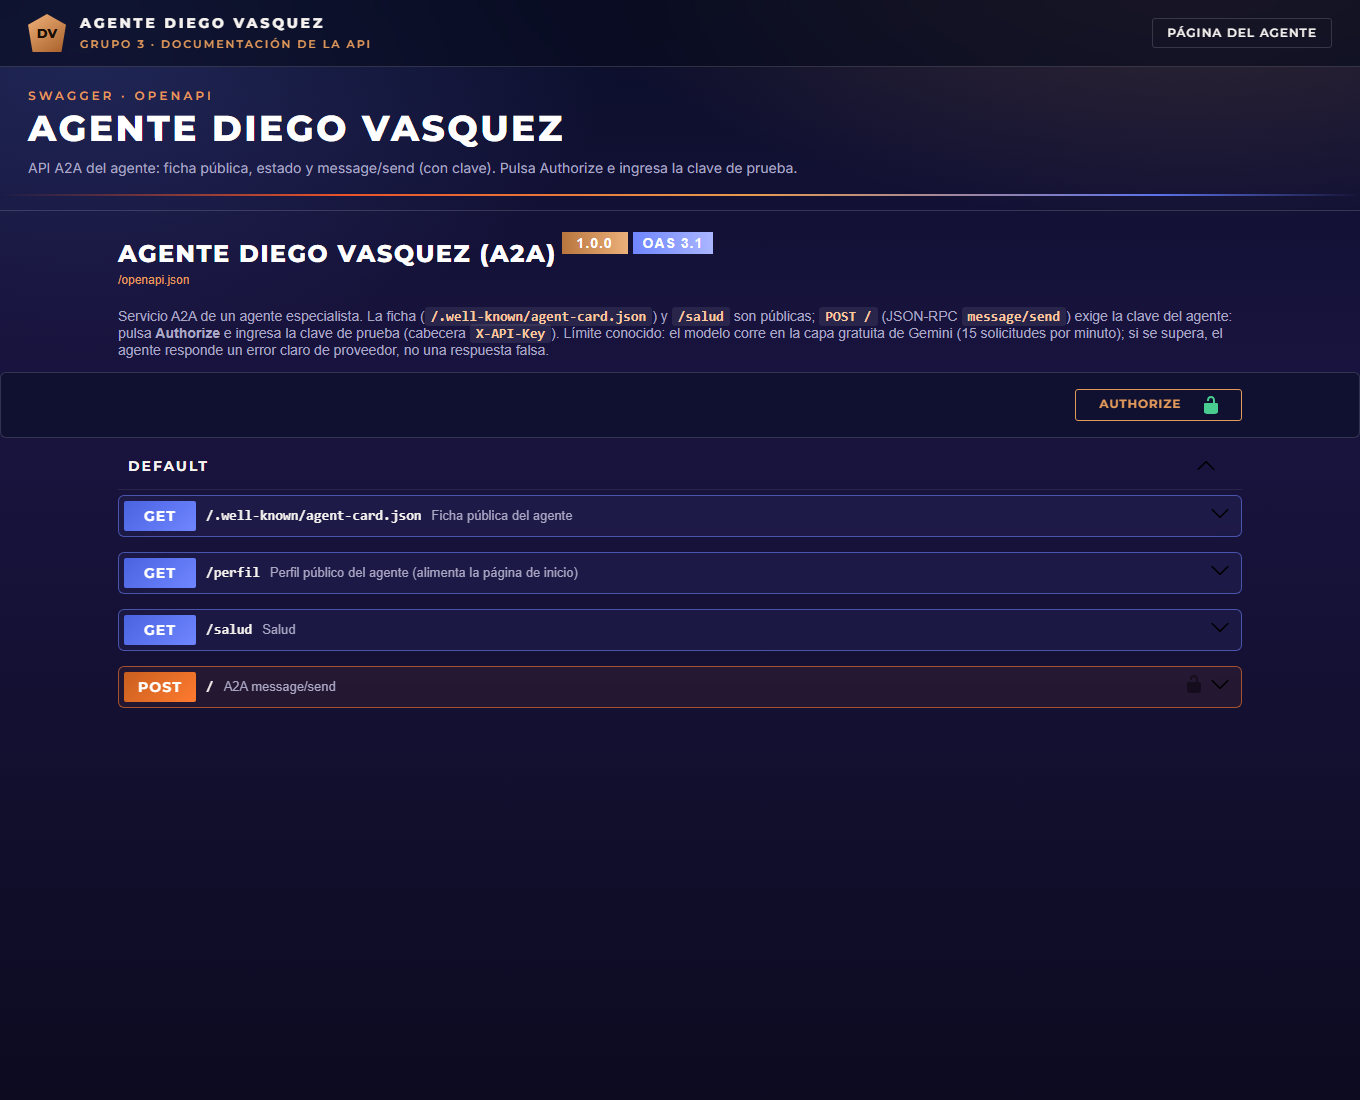 DV
AGENTE DIEGO VASQUEZ
GRUPO 3 · DOCUMENTACIÓN DE LA API
PÁGINA DEL AGENTE
SWAGGER · OPENAPI
AGENTE DIEGO VASQUEZ
API A2A del agente: ficha pública, estado y message/send (con clave). Pulsa Authorize e ingresa la clave de prueba.
AGENTE DIEGO VASQUEZ (A2A) 1.0.0 OAS 3.1
/openapi.json
Servicio A2A de un agente especialista. La ficha ( /.well-known/agent-card.json ) y /salud son públicas; POST / (JSON-RPC message/send ) exige la clave del agente:
pulsa Authorize e ingresa la clave de prueba (cabecera X-API-Key ). Límite conocido: el modelo corre en la capa gratuita de Gemini (15 solicitudes por minuto); si se supera, el
agente responde un error claro de proveedor, no una respuesta falsa.
AUTHORIZE
DEFAULT
GET /.well-known/agent-card.json Ficha pública del agente
GET /perfil Perfil público del agente (alimenta la página de inicio)
GET /salud Salud
POST / A2A message/send